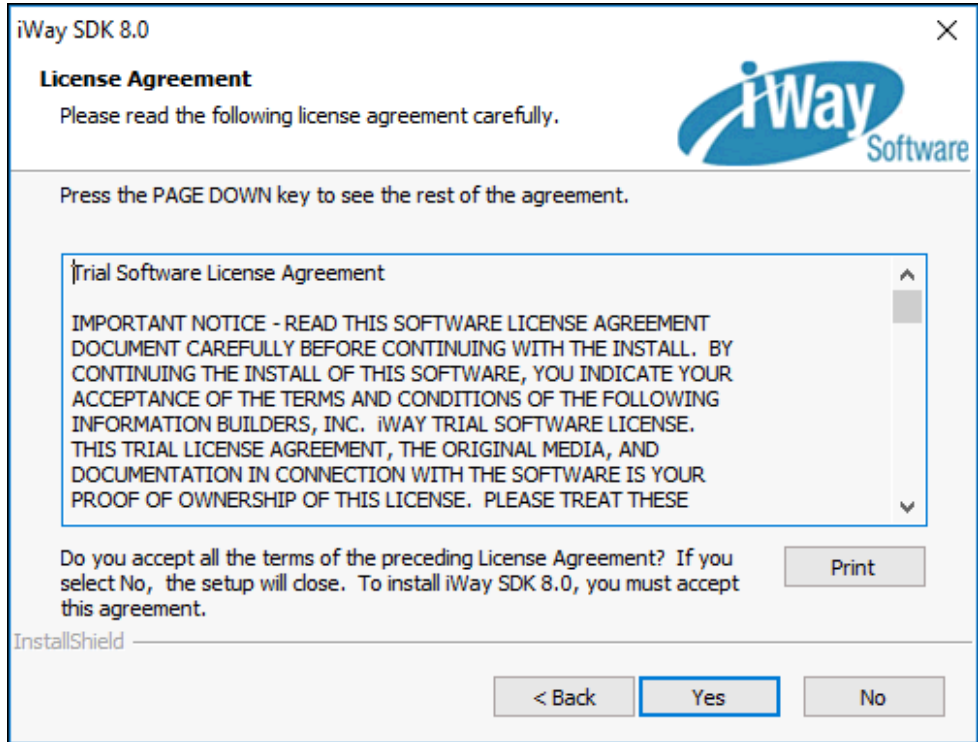 iWay SDK 8.0
License Agreement
Please read the following license agreement carefully.
iWay
Software
Press the PAGE DOWN key to see the rest of the agreement.
Trial Software License Agreement
IMPORTANT NOTICE - READ THIS SOFTWARE LICENSE AGREEMENT
DOCUMENT CAREFULLY BEFORE CONTINUING WITH THE INSTALL.  BY
CONTINUING THE INSTALL OF THIS SOFTWARE, YOU INDICATE YOUR
ACCEPTANCE OF THE TERMS AND CONDITIONS OF THE FOLLOWING
INFORMATION BUILDERS, INC.  iWAY TRIAL SOFTWARE LICENSE.
THIS TRIAL LICENSE AGREEMENT, THE ORIGINAL MEDIA, AND
DOCUMENTATION IN CONNECTION WITH THE SOFTWARE IS YOUR
PROOF OF OWNERSHIP OF THIS LICENSE.  PLEASE TREAT THESE
Do you accept all the terms of the preceding License Agreement?  If you
select No,  the setup will close.  To install iWay SDK 8.0, you must accept
this agreement.
Print
InstallShield
< Back
Yes
No